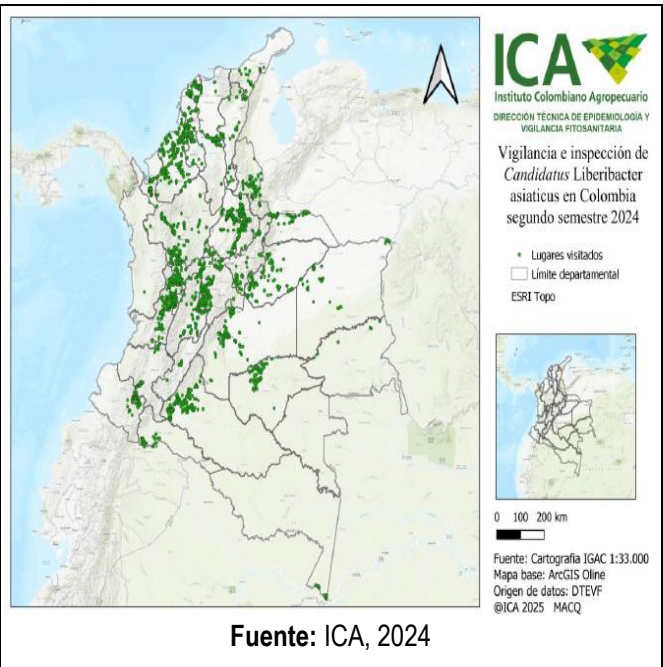 ICA
Instituto Colombiano Agropecuario
DIRECCIÓN TÉCNICA DE EPIDEMIOLOGÍA Y
VIGILANCIA FITOSANITARIA
Vigilancia e inspección de
Candidatus Liberibacter
asiaticus en Colombia
segundo semestre 2024
Lugares visitados
Límite departamental
ESRI Topo
0 100 200 km
Fuente: Cartografia IGAC 1:33.000
Mapa base: ArcGIS Oline
Origen de datos: DTEVF
@ICA 2025 MACQ
Fuente: ICA, 2024